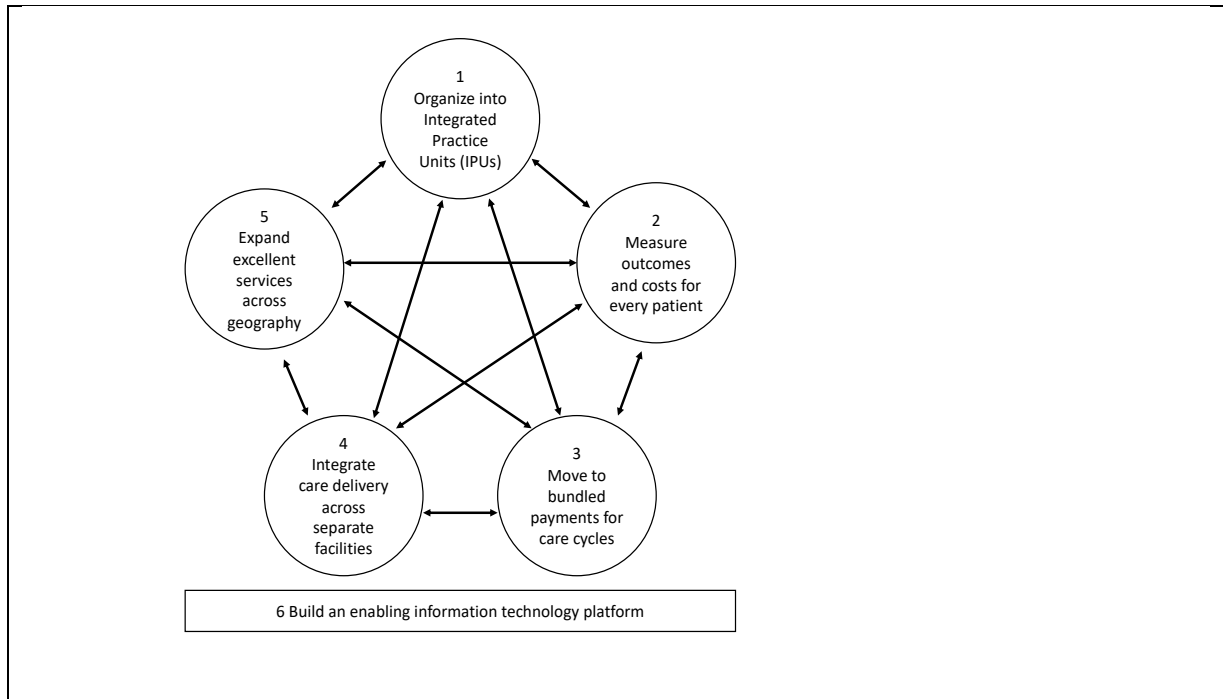 1
Organize into
Integrated
Practice
Units (IPUs)
2
Measure
outcomes
and costs for
every patient
3
Move to
bundled
payments for
care cycles
4
Integrate
care delivery
across
separate
facilities
5
Expand
excellent
services
across
geography
6 Build an enabling information technology platform